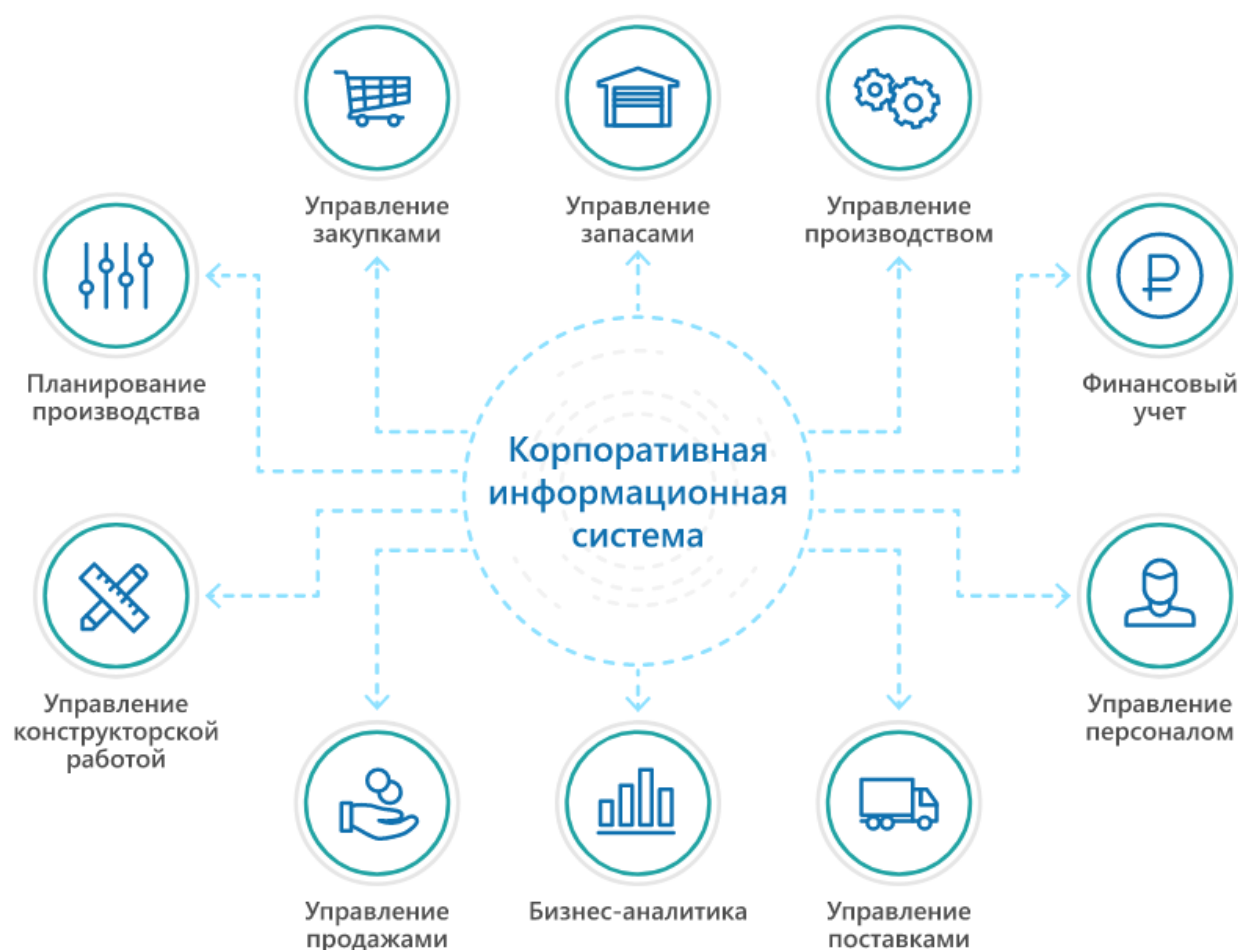 Управление
закупками
Управление
запасами
Управление
производством
Планирование
производства
Финансовый
учет
Корпоративная
информационная
система
Управление
конструкторской
работой
Управление
персоналом
Управление
продажами
Бизнес-аналитика
Управление
поставками